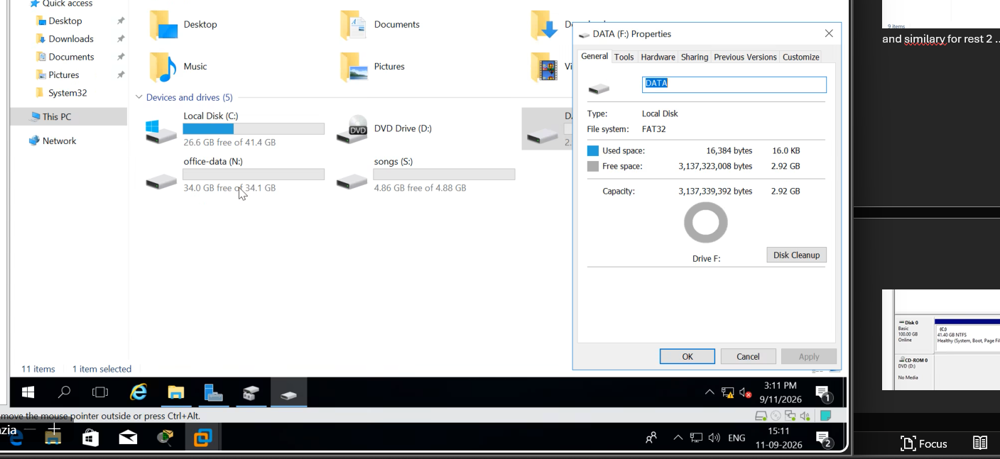 Quick access
Desktop
Downloads
Documents
Pictures
System32
This PC
Network
Desktop
Documents
Music
Pictures
Devices and drives (5)
Local Disk (C:)
26.6 GB free of 41.4 GB
DVD
DVD Drive (D:)
office-data (N:)
34.0 GB free of 34.1 GB
songs (S:)
4.86 GB free of 4.88 GB
11 items 1 item selected
DATA (F:) Properties
General Tools Hardware Sharing Previous Versions Customize
DATA
Type: Local Disk
File system: FAT32
Used space: 16,384 bytes 16.0 KB
Free space: 3,137,323,008 bytes 2.92 GB
Capacity: 3,137,339,392 bytes 2.92 GB
Drive F:
Disk Cleanup
OK Cancel Apply
3:11 PM
9/11/2026
1
move the mouse pointer outside or press Ctrl+Alt.
ENG
15:11
11-09-2026
2
9 items
and similary for rest 2 ..
Disk 0
Basic
100.00 GB
Online
(C:)
41.40 GB NTFS
Healthy (System, Boot, Page Fil
CD-ROM 0
DVD (D:)
No Media
Focus